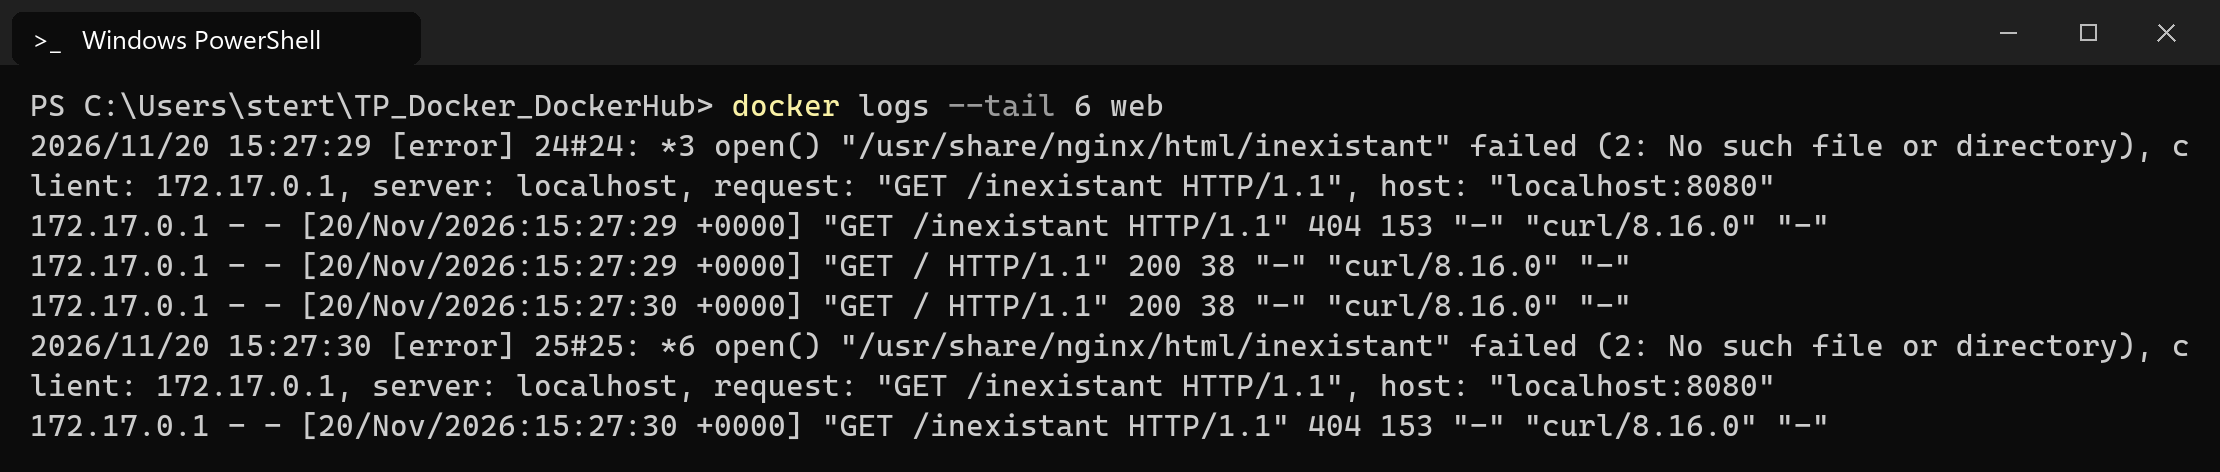 >_ Windows PowerShell
PS C:\Users\stert\TP_Docker_DockerHub> docker logs --tail 6 web
2026/11/20 15:27:29 [error] 24#24: *3 open() "/usr/share/nginx/html/inexistant" failed (2: No such file or directory), c
lient: 172.17.0.1, server: localhost, request: "GET /inexistant HTTP/1.1", host: "localhost:8080"
172.17.0.1 - - [20/Nov/2026:15:27:29 +0000] "GET /inexistant HTTP/1.1" 404 153 "-" "curl/8.16.0" "-"
172.17.0.1 - - [20/Nov/2026:15:27:29 +0000] "GET / HTTP/1.1" 200 38 "-" "curl/8.16.0" "-"
172.17.0.1 - - [20/Nov/2026:15:27:30 +0000] "GET / HTTP/1.1" 200 38 "-" "curl/8.16.0" "-"
2026/11/20 15:27:30 [error] 25#25: *6 open() "/usr/share/nginx/html/inexistant" failed (2: No such file or directory), c
lient: 172.17.0.1, server: localhost, request: "GET /inexistant HTTP/1.1", host: "localhost:8080"
172.17.0.1 - - [20/Nov/2026:15:27:30 +0000] "GET /inexistant HTTP/1.1" 404 153 "-" "curl/8.16.0" "-"